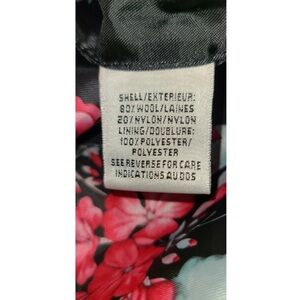 SHELL/EXTERIEUR:
80% WOOL/LAINES
20% NYLON/NYLON
LINING/DOUBLURE:
100% POLYESTER/
POLYESTER
SEE REVERSE FOR CARE
INDICATIONS AU DOS